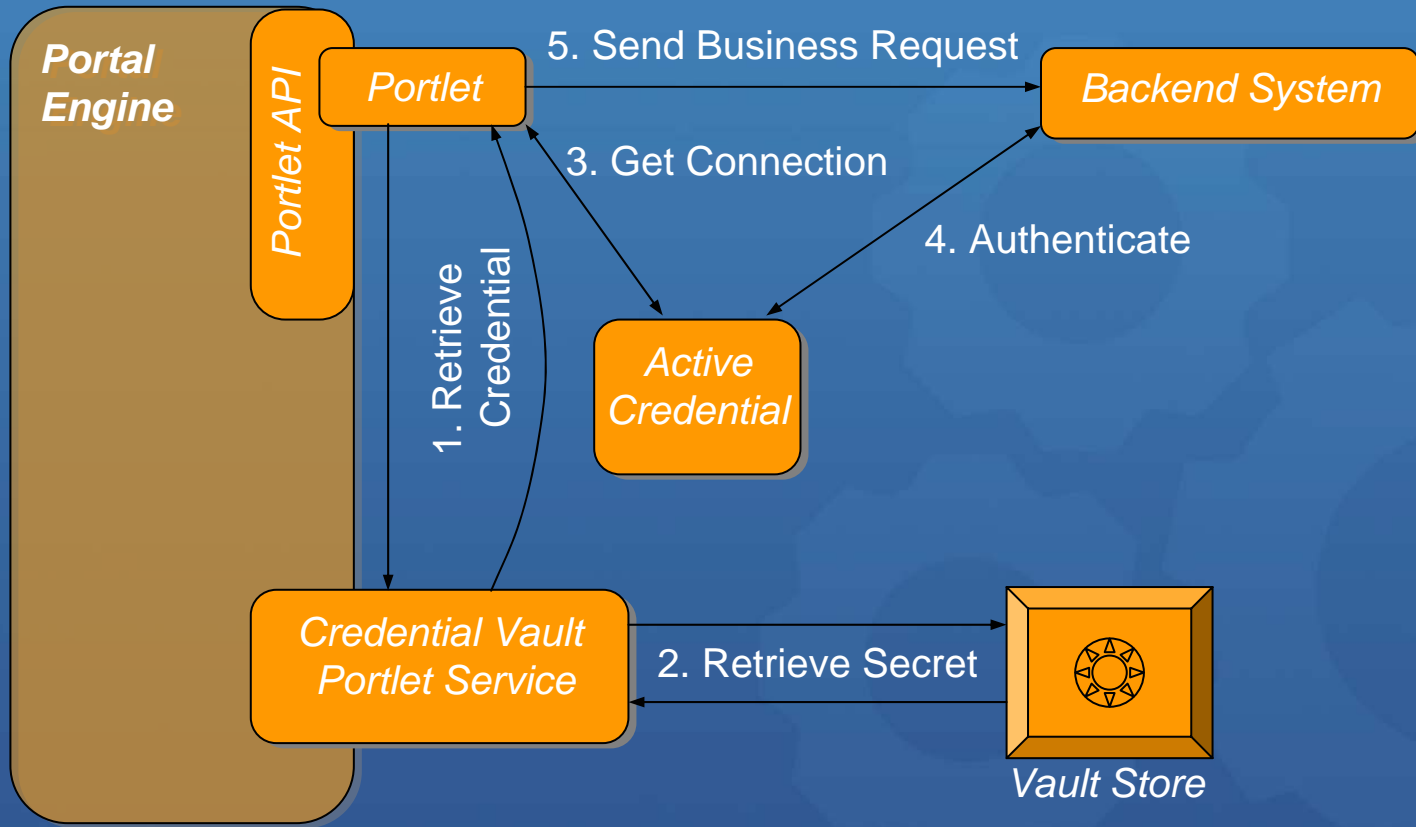 Portal
Engine
Portlet API
Portlet
5. Send Business Request
Backend System
3. Get Connection
4. Authenticate
1. Retrieve
Credential
Active
Credential
Credential Vault
Portlet Service
2. Retrieve Secret
Vault Store